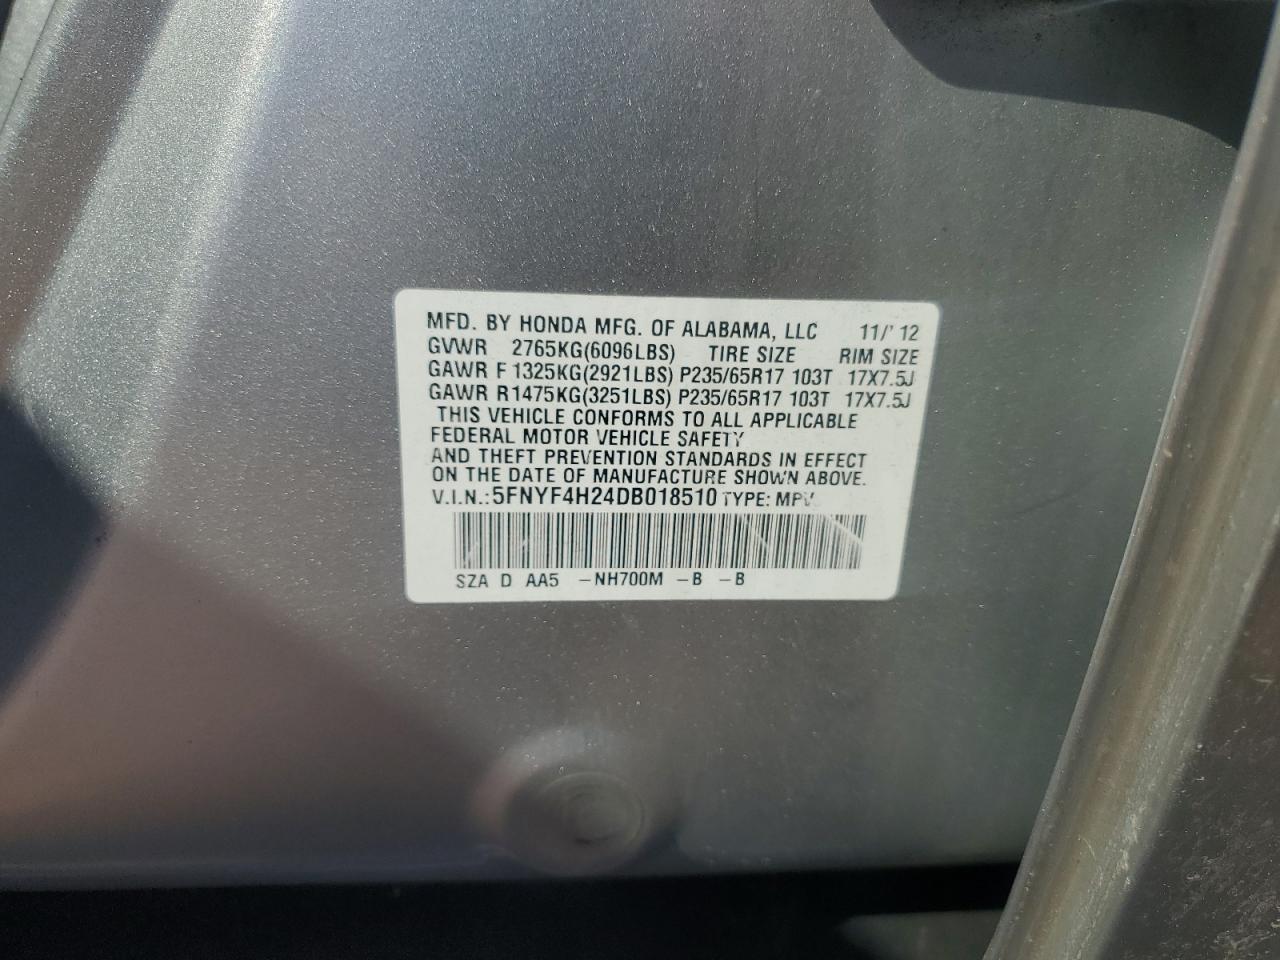 MFD. BY HONDA MFG. OF ALABAMA, LLC 11/' 12
GVWR 2765KG(6096LBS) TIRE SIZE RIM SIZE
GAWR F 1325KG(2921LBS) P235/65R17 103T 17X7.5J
GAWR R 1475KG(3251LBS) P235/65R17 103T 17X7.5J
THIS VEHICLE CONFORMS TO ALL APPLICABLE
FEDERAL MOTOR VEHICLE SAFETY
AND THEFT PREVENTION STANDARDS IN EFFECT
ON THE DATE OF MANUFACTURE SHOWN ABOVE.
V.I.N.: 5FNYF4H24DB018510 TYPE: MPV
SZA D AA5 -NH700M -B -B